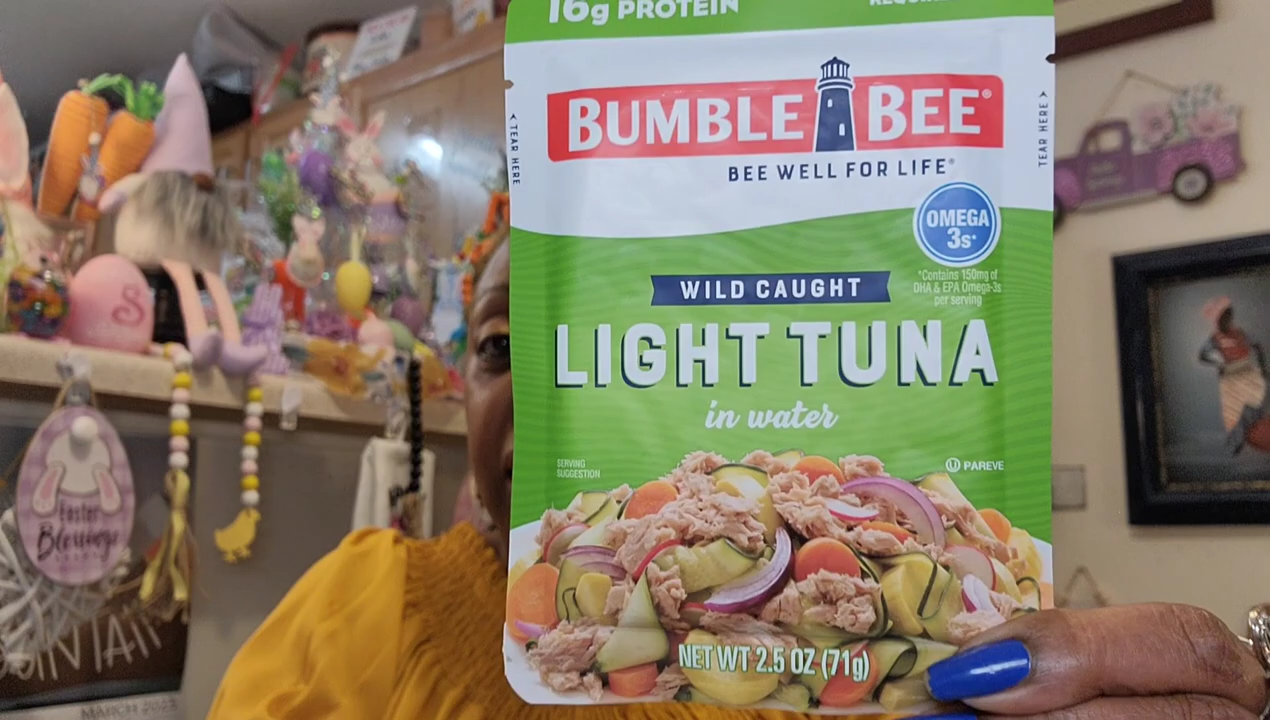 16g PROTEIN
< TEAR HERE
BUMBLE BEE®
TEAR HERE >
BEE WELL FOR LIFE®
OMEGA
3s*
*Contains 150mg of
DHA & EPA Omega-3s
per serving
WILD CAUGHT
LIGHT TUNA
in water
SERVING
SUGGESTION
U PAREVE
NET WT 2.5 OZ (71g)
S
Easter
Blessings
MARCH 2023